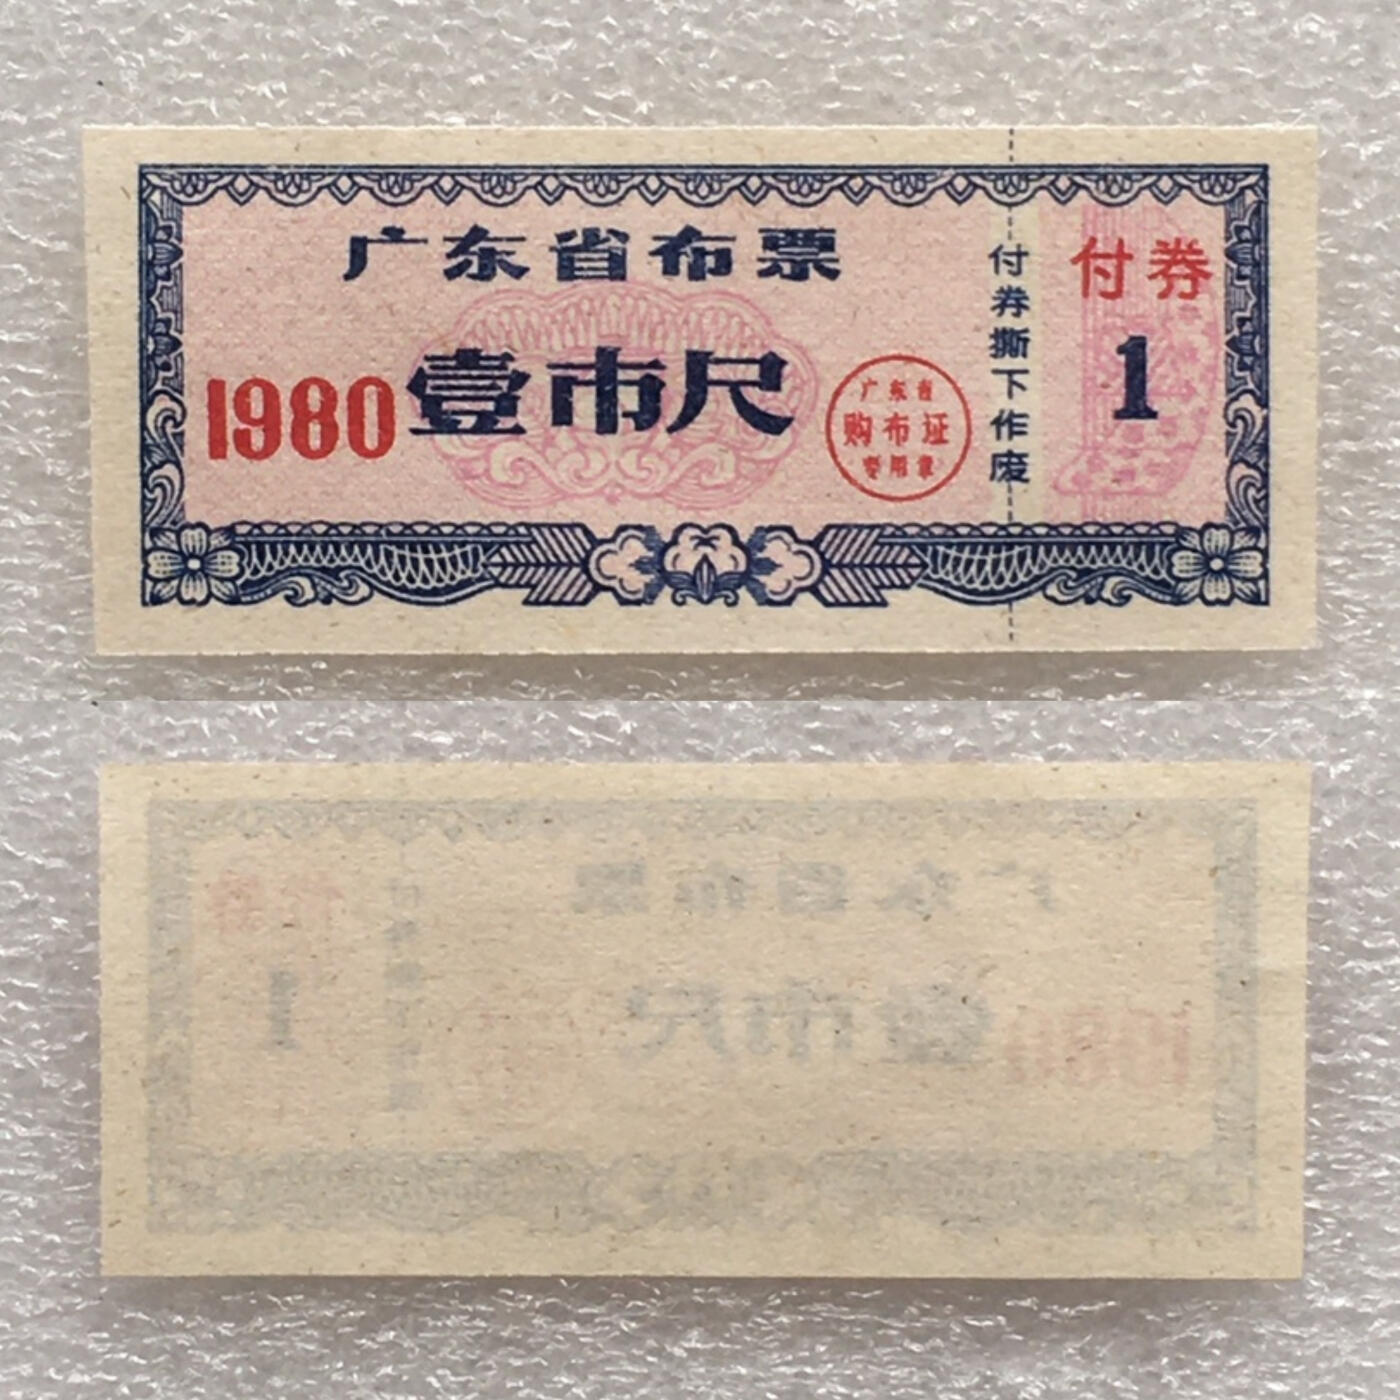 广东省布票
1980
壹市尺
广东省
购布证
专用章
付券撕下作废
付券
1